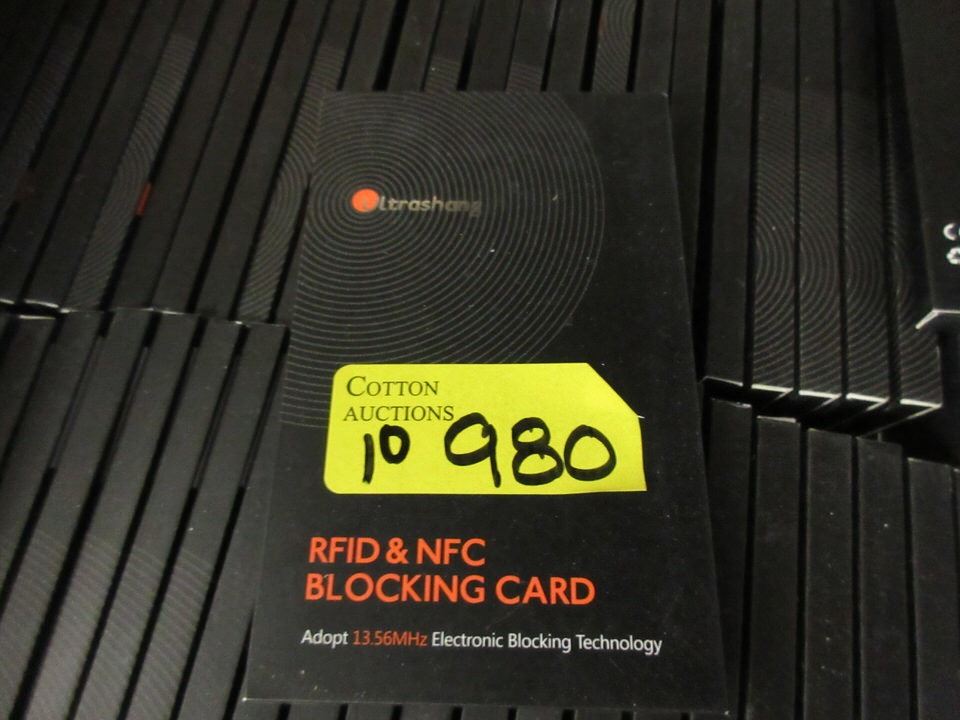 Ultrashang
COTTON
AUCTIONS
10 980
RFID & NFC
BLOCKING CARD
Adopt 13.56MHz Electronic Blocking Technology